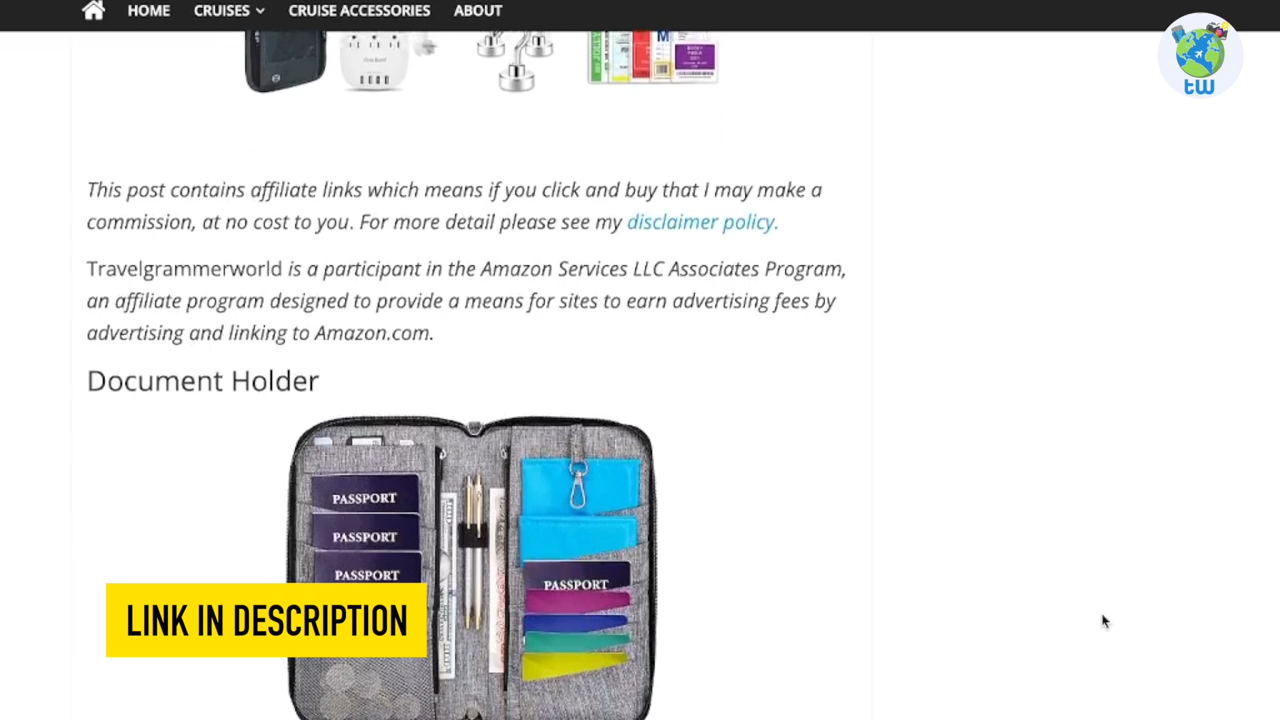 HOME CRUISES CRUISE ACCESSORIES ABOUT
tw
This post contains affiliate links which means if you click and buy that I may make a
commission, at no cost to you. For more detail please see my disclaimer policy.
Travelgrammerworld is a participant in the Amazon Services LLC Associates Program,
an affiliate program designed to provide a means for sites to earn advertising fees by
advertising and linking to Amazon.com.
Document Holder
PASSPORT
PASSPORT
PASSPORT
PASSPORT
LINK IN DESCRIPTION